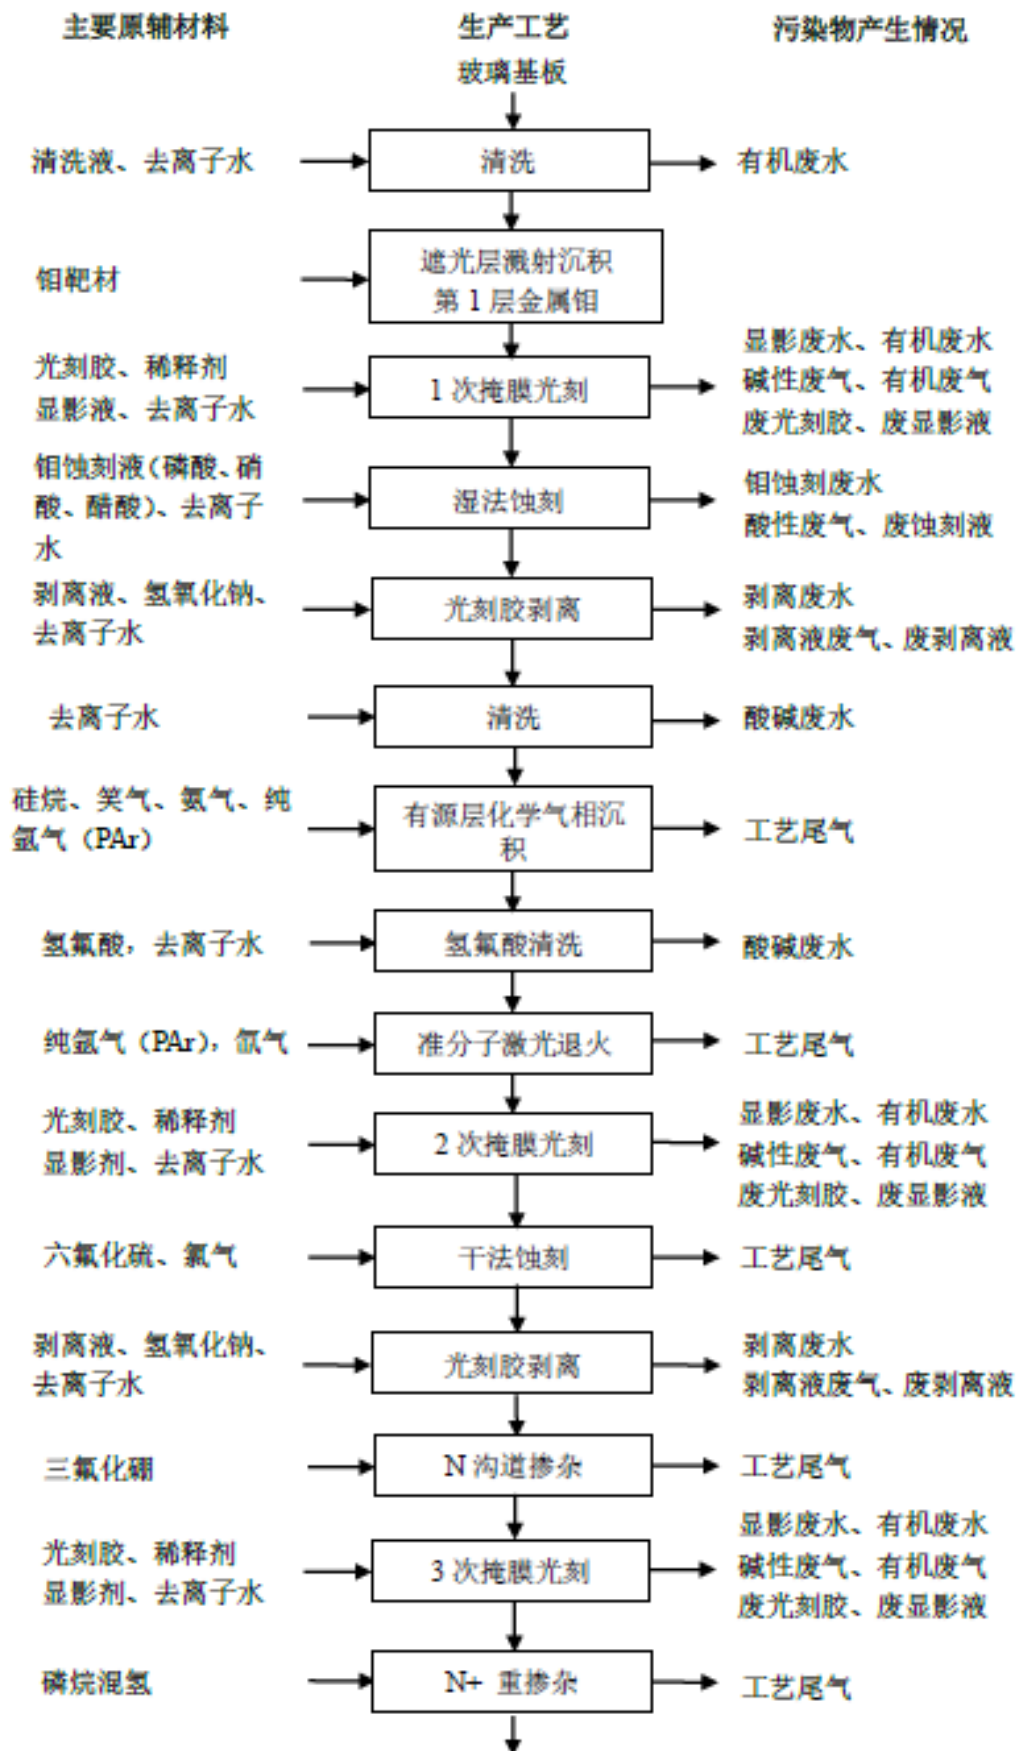 主要原辅材料
生产工艺
污染物产生情况
玻璃基板
清洗液、去离子水
清洗
有机废水
钼靶材
遮光层溅射沉积
第 1 层金属钼
光刻胶、稀释剂
显影液、去离子水
1 次掩膜光刻
显影废水、有机废水
碱性废气、有机废气
废光刻胶、废显影液
钼蚀刻液（磷酸、硝
酸、醋酸）、去离子
水
湿法蚀刻
钼蚀刻废水
酸性废气、废蚀刻液
剥离液、氢氧化钠、
去离子水
光刻胶剥离
剥离废水
剥离液废气、废剥离液
去离子水
清洗
酸碱废水
硅烷、笑气、氨气、纯
氩气（PAr）
有源层化学气相沉
积
工艺尾气
氢氟酸，去离子水
氢氟酸清洗
酸碱废水
纯氩气（PAr），氙气
准分子激光退火
工艺尾气
光刻胶、稀释剂
显影剂、去离子水
2 次掩膜光刻
显影废水、有机废水
碱性废气、有机废气
废光刻胶、废显影液
六氟化硫、氯气
干法蚀刻
工艺尾气
剥离液、氢氧化钠、
去离子水
光刻胶剥离
剥离废水
剥离液废气、废剥离液
三氟化硼
N 沟道掺杂
工艺尾气
光刻胶、稀释剂
显影剂、去离子水
3 次掩膜光刻
显影废水、有机废水
碱性废气、有机废气
废光刻胶、废显影液
磷烷混氢
N+ 重掺杂
工艺尾气